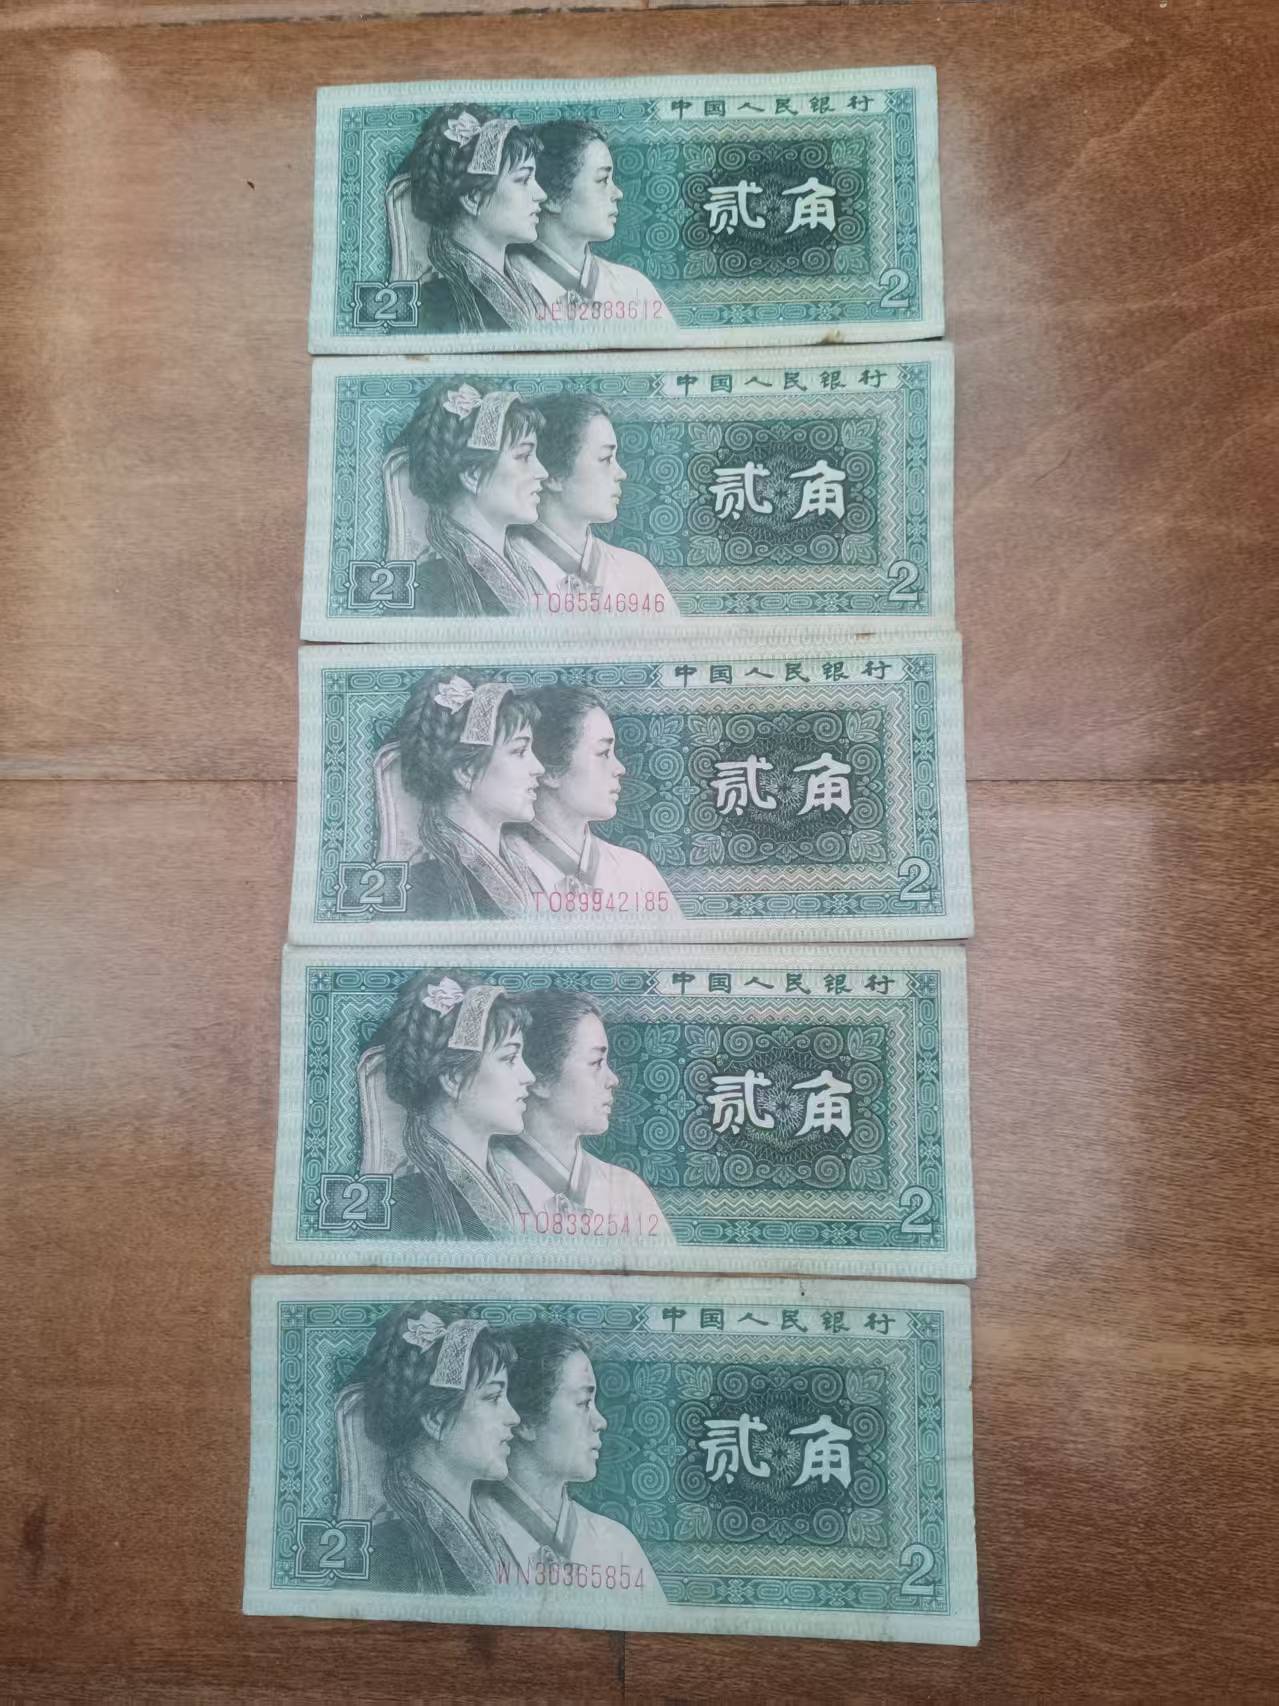 中国人民银行
贰角
2
2
QE02883612
中国人民银行
贰角
2
2
TO65546946
中国人民银行
贰角
2
2
TO89942185
中国人民银行
贰角
2
2
TO83325412
中国人民银行
贰角
2
2
WN30365854